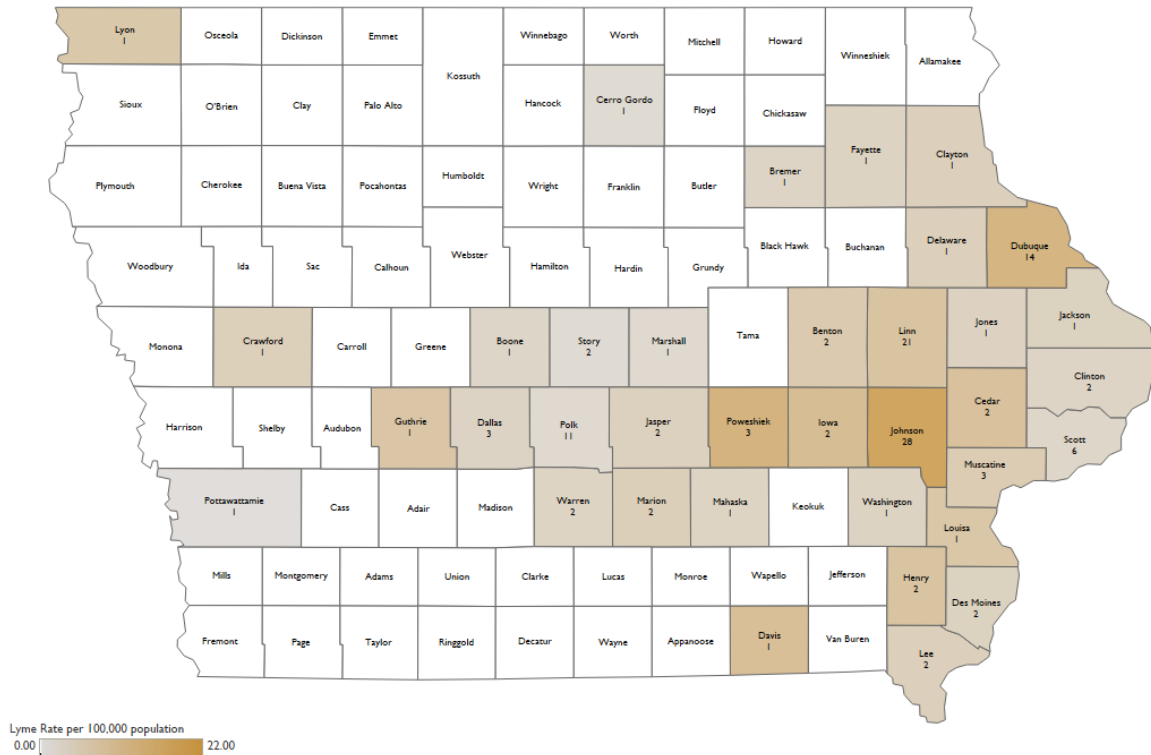 Lyon
1
Osceola
Dickinson
Emmet
Kossuth
Winnebago
Worth
Mitchell
Howard
Winneshiek
Allamakee
Sioux
O'Brien
Clay
Palo Alto
Hancock
Cerro Gordo
1
Floyd
Chickasaw
Fayette
1
Clayton
1
Plymouth
Cherokee
Buena Vista
Pocahontas
Humboldt
Wright
Franklin
Butler
Bremer
1
Woodbury
Ida
Sac
Calhoun
Webster
Hamilton
Hardin
Grundy
Black Hawk
Buchanan
Delaware
1
Dubuque
14
Monona
Crawford
1
Carroll
Greene
Boone
1
Story
2
Marshall
1
Tama
Benton
2
Linn
21
Jones
1
Jackson
1
Clinton
2
Harrison
Shelby
Audubon
Guthrie
1
Dallas
3
Polk
11
Jasper
2
Poweshiek
3
Iowa
2
Johnson
28
Cedar
2
Scott
6
Muscatine
3
Pottawattamie
1
Cass
Adair
Madison
Warren
2
Marion
2
Mahaska
1
Keokuk
Washington
1
Louisa
1
Mills
Montgomery
Adams
Union
Clarke
Lucas
Monroe
Wapello
Jefferson
Henry
2
Des Moines
2
Fremont
Page
Taylor
Ringgold
Decatur
Wayne
Appanoose
Davis
1
Van Buren
Lee
2
Lyme Rate per 100,000 population
0.00 22.00